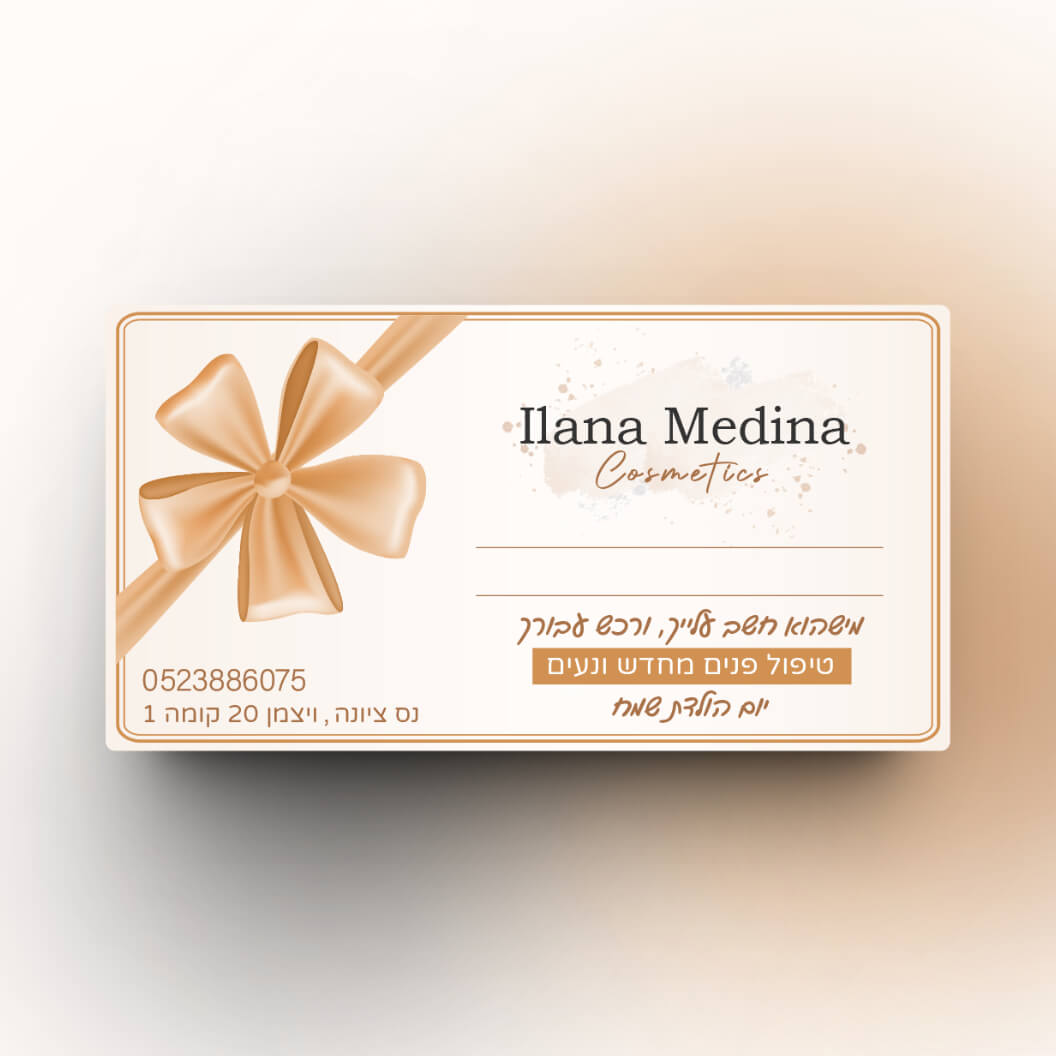 Ilana Medina
Cosmetics
מישהוא חשב עלייך, ורכש עבורך
טיפול פנים מחדש ונעים
יום הולדת שמח
0523886075
נס ציונה, ויצמן 20 קומה 1